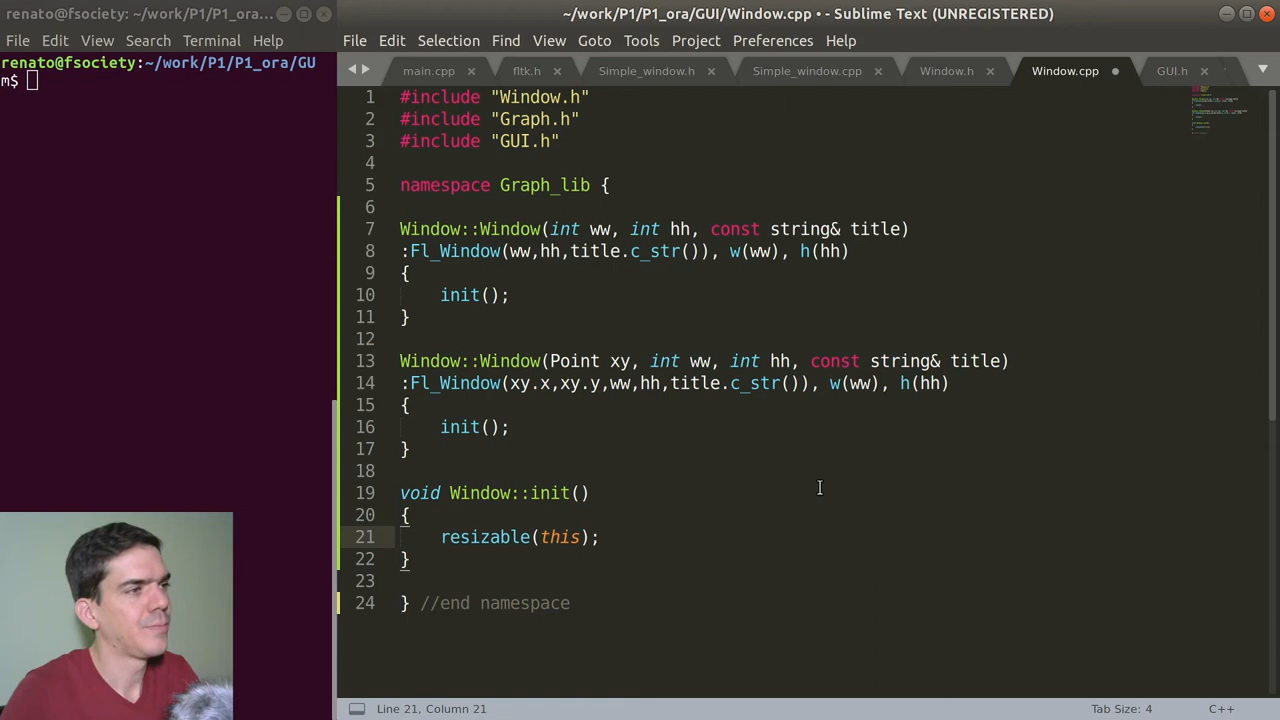 renato@fsociety: ~/work/P1/P1_ora...
File Edit View Search Terminal Help
renato@fsociety:~/work/P1/P1_ora/GU
m$
~/work/P1/P1_ora/GUI/Window.cpp • - Sublime Text (UNREGISTERED)
File Edit Selection Find View Goto Tools Project Preferences Help
main.cpp fltk.h Simple_window.h Simple_window.cpp Window.h Window.cpp GUI.h
1 #include "Window.h"
2 #include "Graph.h"
3 #include "GUI.h"
4
5 namespace Graph_lib {
6
7 Window::Window(int ww, int hh, const string& title)
8 :Fl_Window(ww,hh,title.c_str()), w(ww), h(hh)
9 {
10 init();
11 }
12
13 Window::Window(Point xy, int ww, int hh, const string& title)
14 :Fl_Window(xy.x,xy.y,ww,hh,title.c_str()), w(ww), h(hh)
15 {
16 init();
17 }
18
19 void Window::init()
20 {
21 resizable(this);
22 }
23
24 } //end namespace
Line 21, Column 21 Tab Size: 4 C++